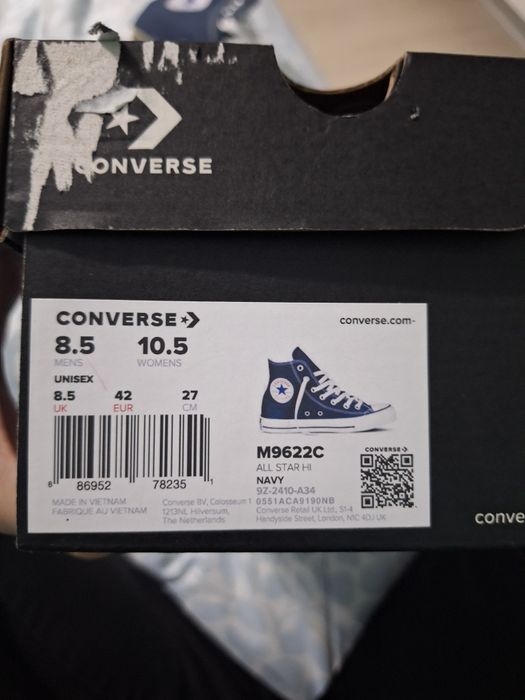 CONVERSE
CONVERSE
converse.com-
8.5 10.5
MENS WOMENS
UNISEX
8.5 42 27
UK EUR CM
8 86952 78235 1
M9622C
ALL STAR HI
NAVY
9Z-2410-A34
0551ACA9190NB
CONVERSE
MADE IN VIETNAM
FABRIQUE AU VIETNAM
Converse BV, Colosseum 1
1213NL Hilversum,
The Netherlands
Converse Retail UK Ltd., S1-4
Handyside Street, London, N1C 4DJ UK
conve